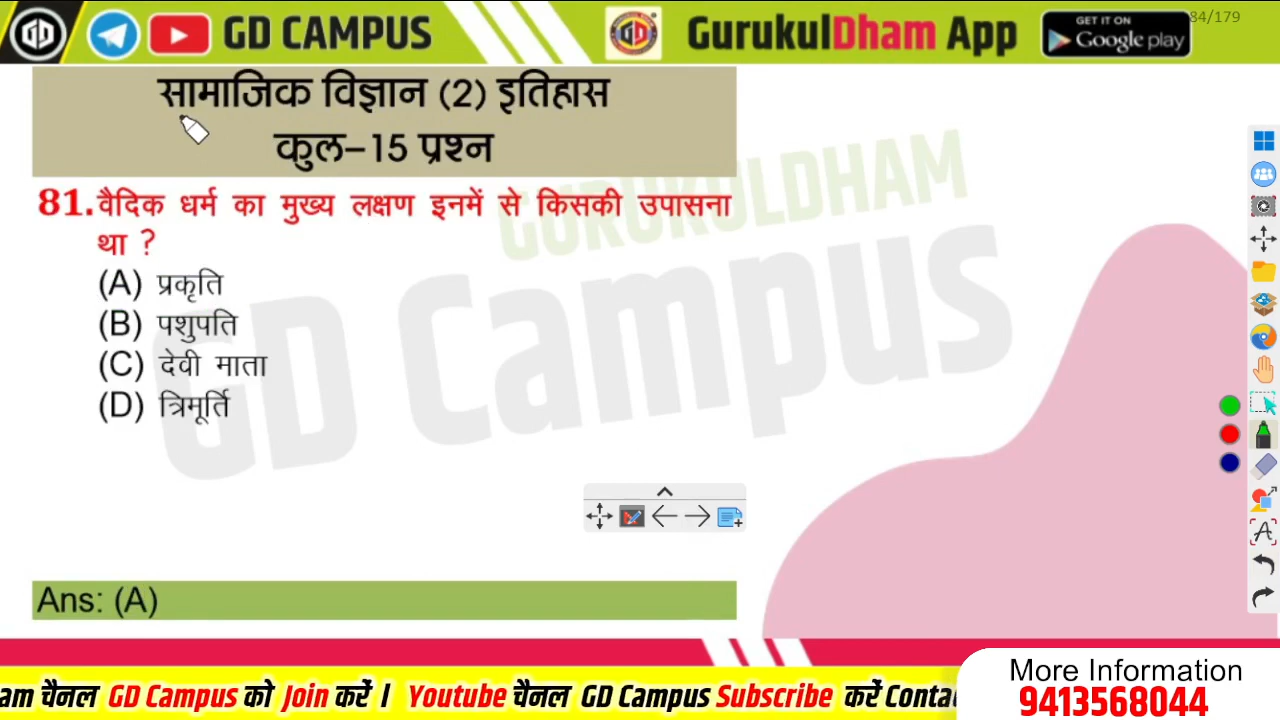 GD CAMPUS
GurukulDham App
GET IT ON
Google play
84/179
सामाजिक विज्ञान (2) इतिहास
कुल–15 प्रश्न
81. वैदिक धर्म का मुख्य लक्षण इनमें से किसकी उपासना
था ?
(A) प्रकृति
(B) पशुपति
(C) देवी माता
(D) त्रिमूर्ति
GURUKULDHAM
GD Campus
Ans: (A)
am चैनल GD Campus को Join करें । Youtube चैनल GD Campus Subscribe करें Conta
More Information
9413568044